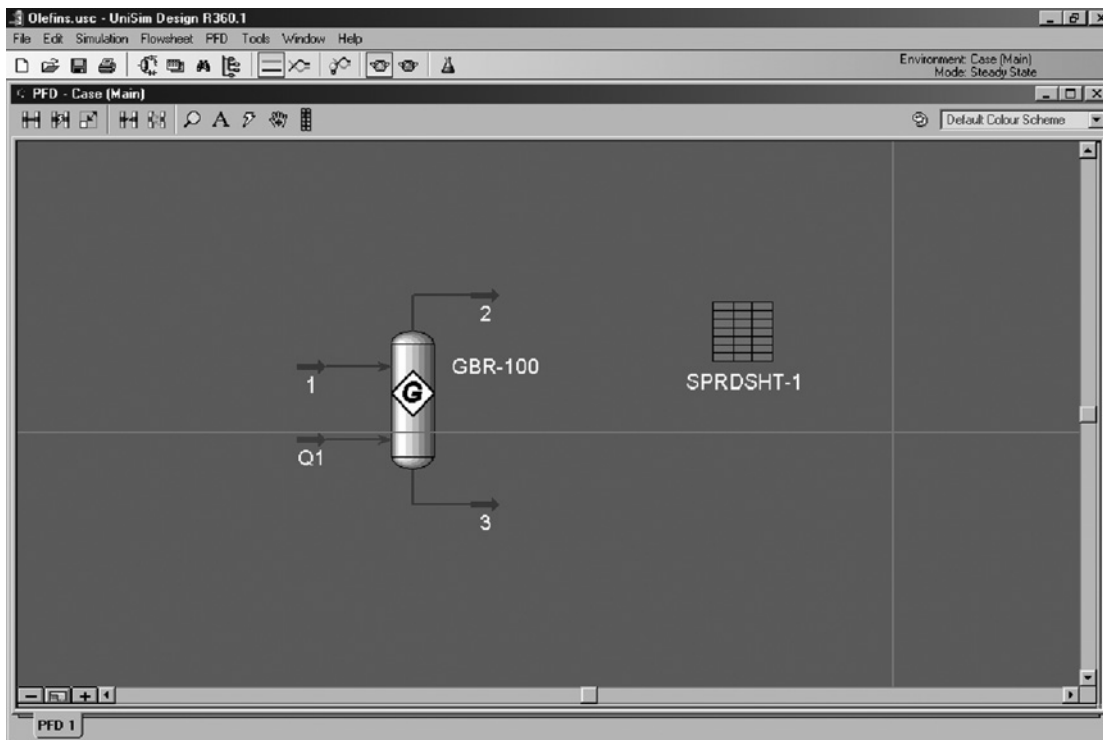 Olefins.usc - UniSim Design R360.1
File Edit Simulation Flowsheet PFD Tools Window Help
Environment: Case (Main)
Mode: Steady State
PFD - Case (Main)
A
Default Colour Scheme
2
GBR-100
1
G
SPRDSHT-1
Q1
3
PFD 1